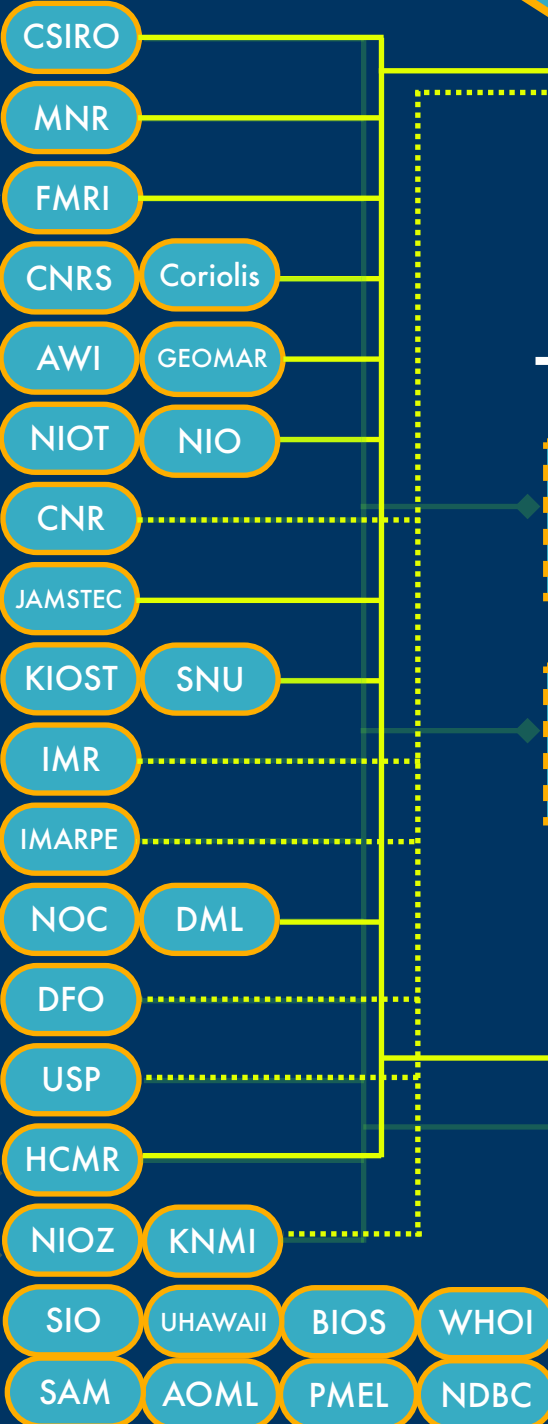 CSIRO
MNR
FMRI
CNRS Coriolis
AWI GEOMAR
NIOT NIO
CNR
JAMSTEC
KIOST SNU
IMR
IMARPE
NOC DML
DFO
USP
HCMR
NIOZ KNMI
SIO UHAWAII BIOS WHOI
SAM AOML PMEL NDBC